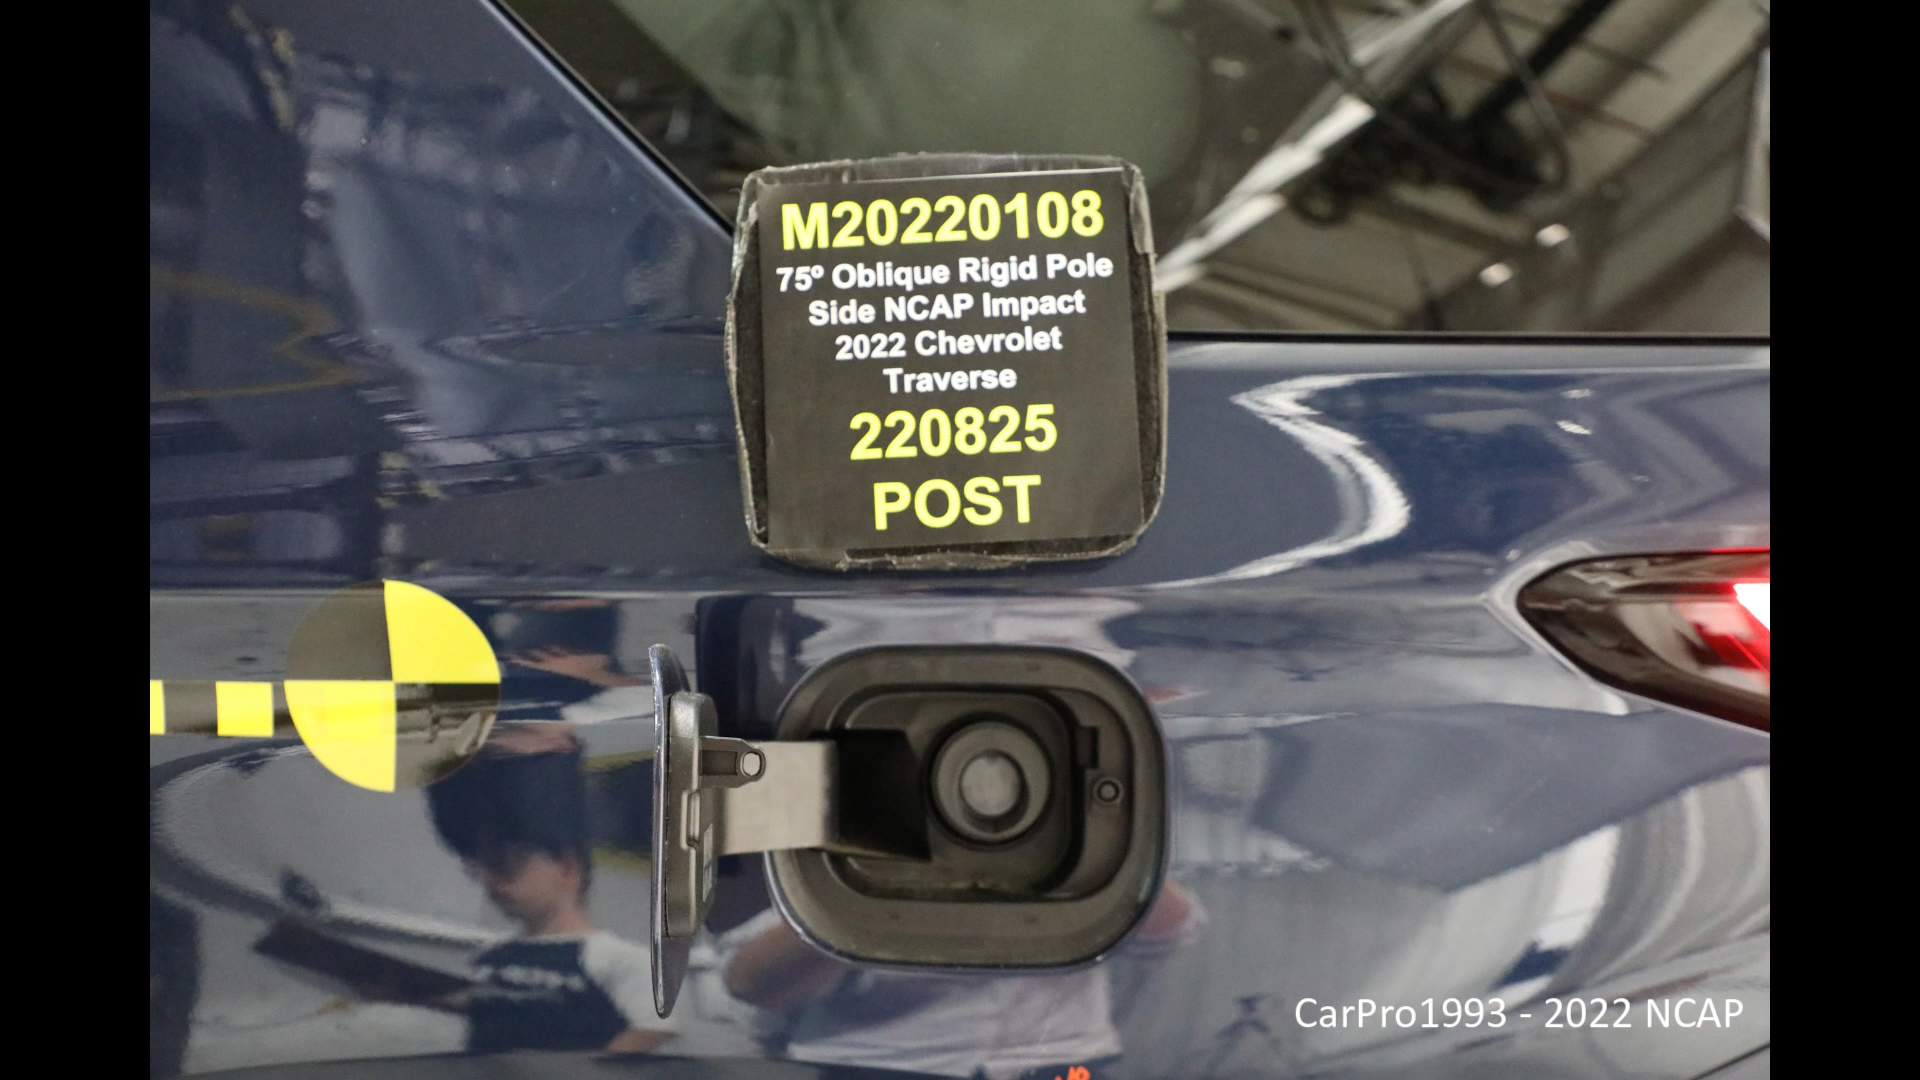 M20220108
75º Oblique Rigid Pole
Side NCAP Impact
2022 Chevrolet
Traverse
220825
POST
CarPro1993 - 2022 NCAP